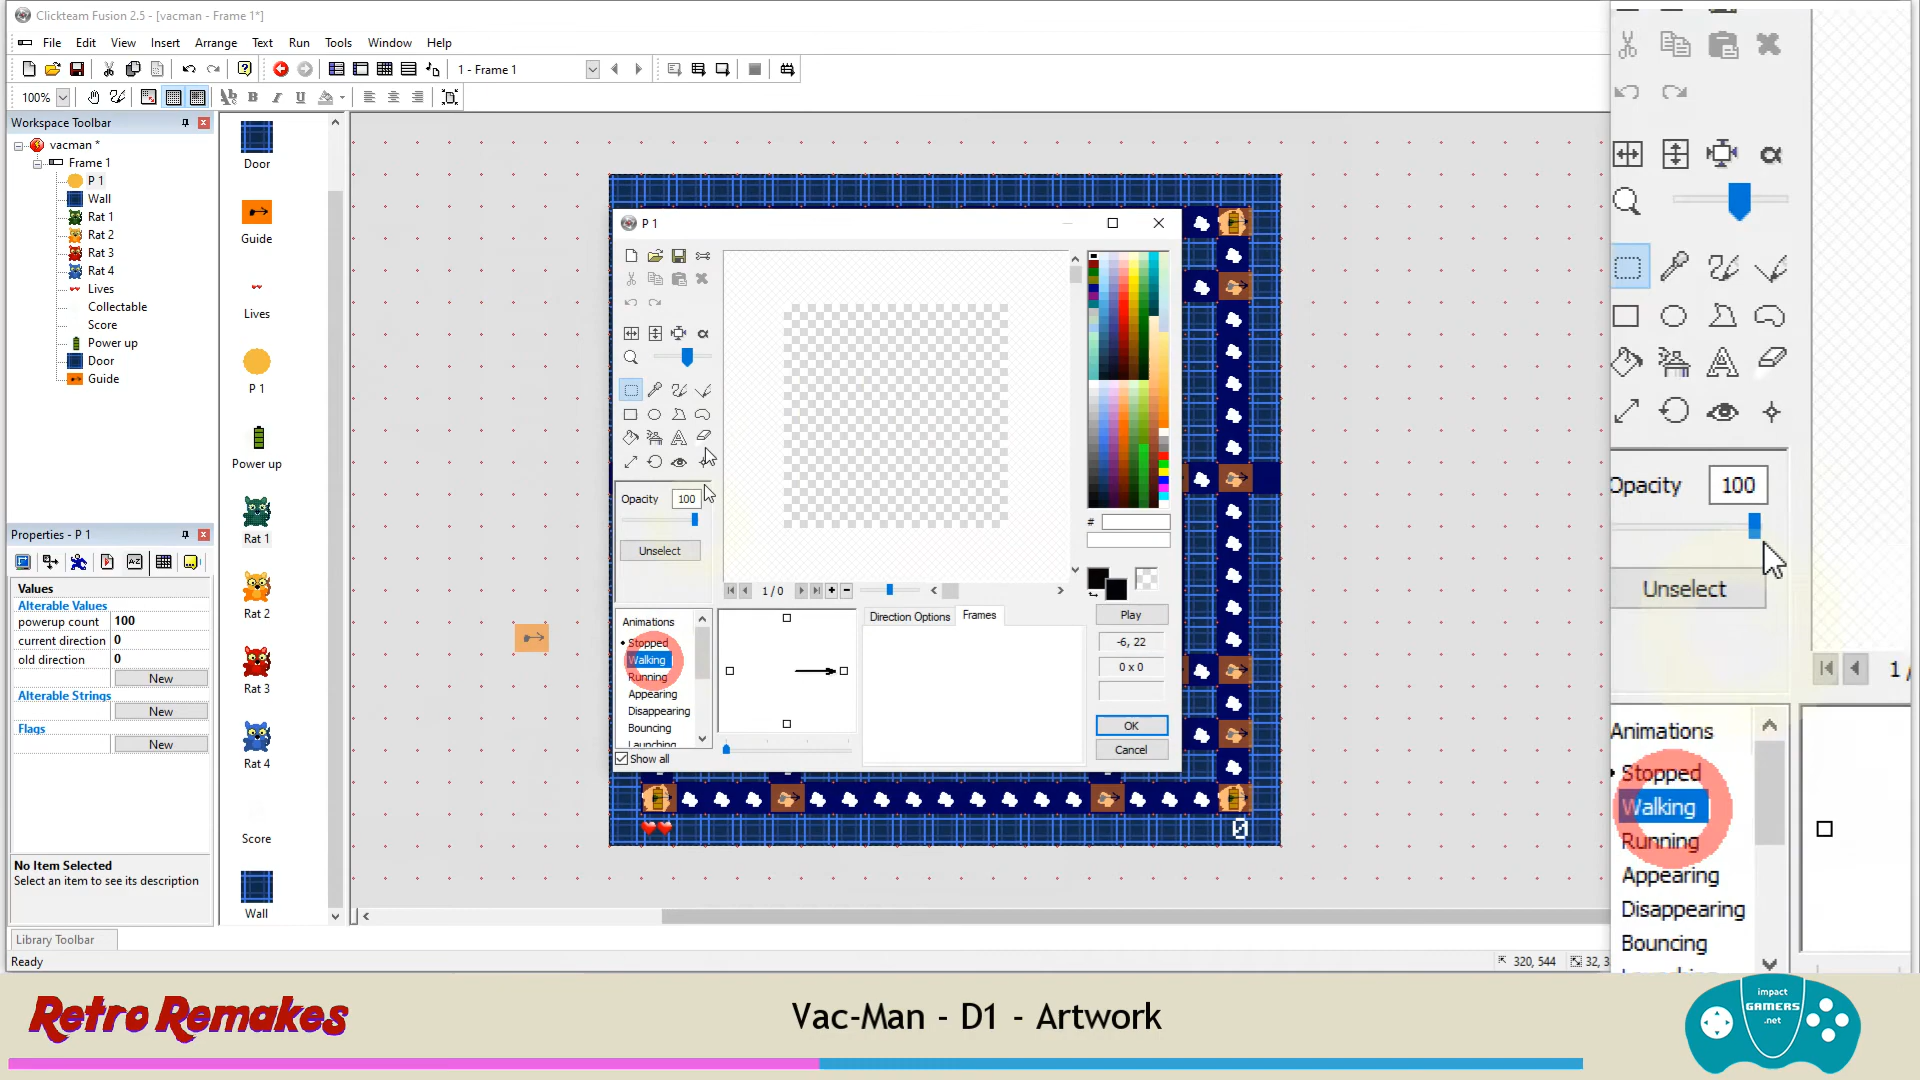 Clickteam Fusion 2.5 - [vacman - Frame 1*]
File Edit View Insert Arrange Text Run Tools Window Help
1 - Frame 1
100%
Workspace Toolbar
vacman *
Frame 1
P 1
Wall
Rat 1
Rat 2
Rat 3
Rat 4
Lives
Collectable
Score
Power up
Door
Guide
Properties - P 1
Values
Alterable Values
powerup count 100
current direction 0
old direction 0
New
Alterable Strings
New
Flags
New
No Item Selected
Select an item to see its description
Library Toolbar
Ready
Door
Guide
Lives
P 1
Power up
Rat 1
Rat 2
Rat 3
Rat 4
Score
Wall
P 1
Opacity 100
Unselect
1 / 0
Animations
Stopped
Walking
Running
Appearing
Disappearing
Bouncing
Launching
Show all
Direction Options Frames
#
Play
-6, 22
0 x 0
OK
Cancel
0
320, 544
32, 3
Opacity 100
Unselect
1 /
Animations
Stopped
Walking
Running
Appearing
Disappearing
Bouncing
Retro Remakes
Vac-Man - D1 - Artwork
impact
GAMERS
.net